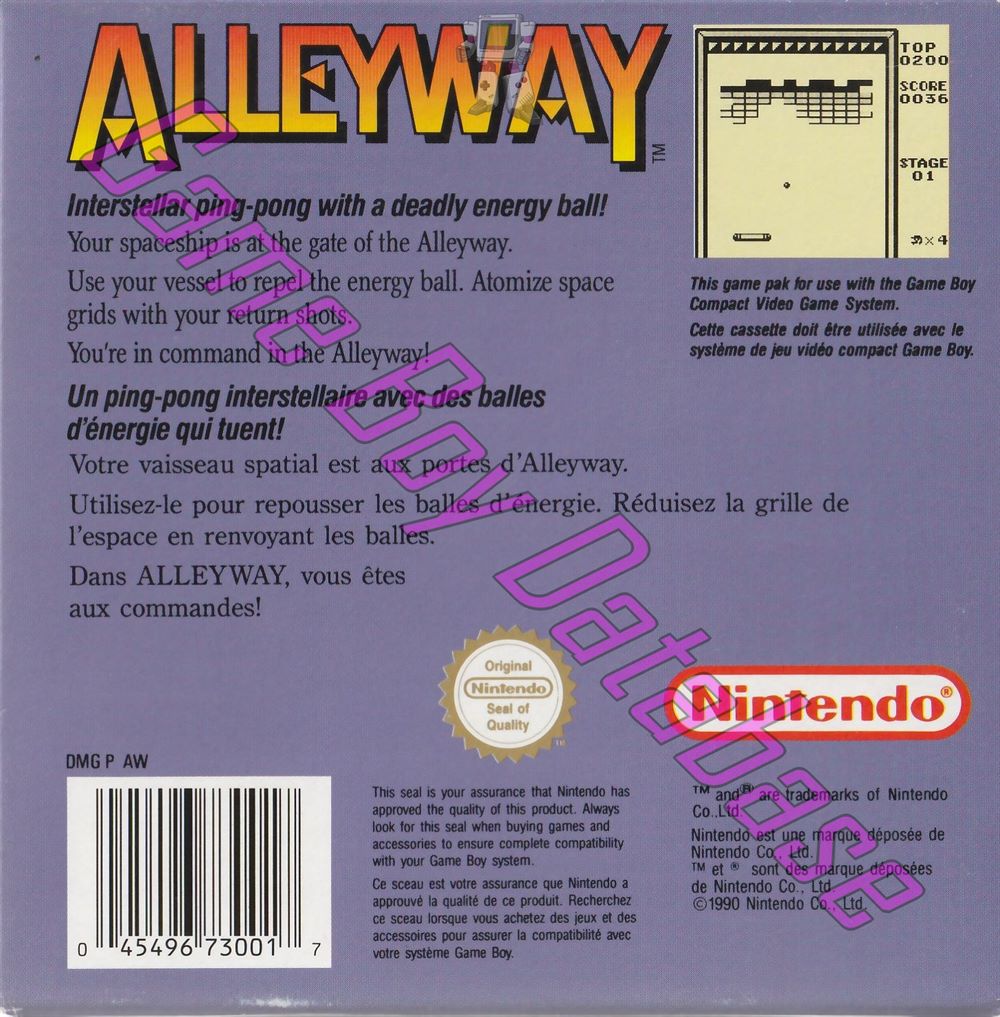 ALLEYWAY™
TOP
0200
SCORE
0036
STAGE
01
×4
Interstellar ping-pong with a deadly energy ball!
Your spaceship is at the gate of the Alleyway.
Use your vessel to repel the energy ball. Atomize space
grids with your return shots.
You're in command in the Alleyway!
This game pak for use with the Game Boy
Compact Video Game System.
Cette cassette doit être utilisée avec le
système de jeu vidéo compact Game Boy.
Un ping-pong interstellaire avec des balles
d'énergie qui tuent!
Votre vaisseau spatial est aux portes d'Alleyway.
Utilisez-le pour repousser les balles d'énergie. Réduisez la grille de
l'espace en renvoyant les balles.
Dans ALLEYWAY, vous êtes
aux commandes!
Game Boy Database
Original
Nintendo
Seal of
Quality
TM
Nintendo®
DMG P AW
0 45496 73001 7
This seal is your assurance that Nintendo has
approved the quality of this product. Always
look for this seal when buying games and
accessories to ensure complete compatibility
with your Game Boy system.
Ce sceau est votre assurance que Nintendo a
approuvé la qualité de ce produit. Recherchez
ce sceau lorsque vous achetez des jeux et des
accessoires pour assurer la compatibilité avec
votre système Game Boy.
™ and ® are trademarks of Nintendo
Co.,Ltd.
Nintendo est une marque déposée de
Nintendo Co., Ltd.
™ et ® sont des marque déposées
de Nintendo Co., Ltd.
©1990 Nintendo Co., Ltd.